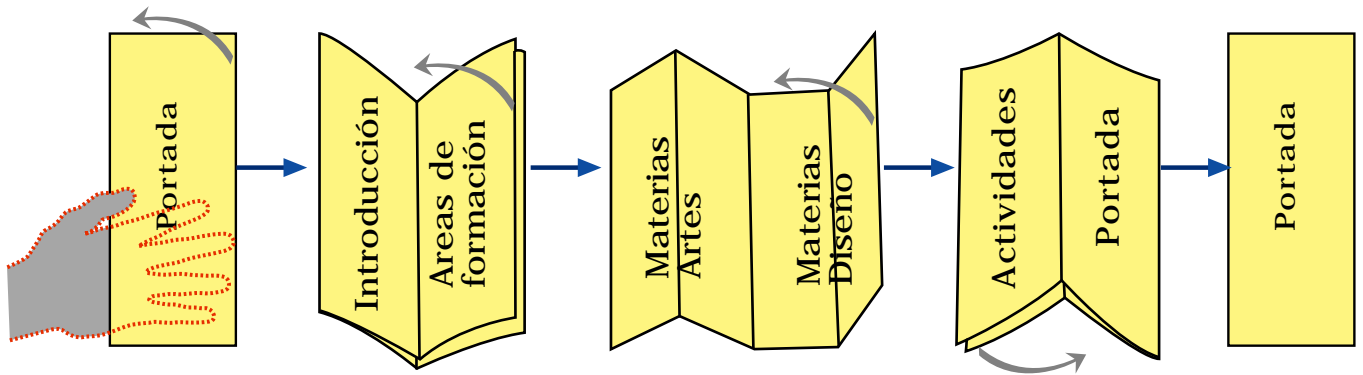 Portada
Introducción
Areas de
formación
Materias
Artes
Materias
Diseño
Actividades
Portada
Portada